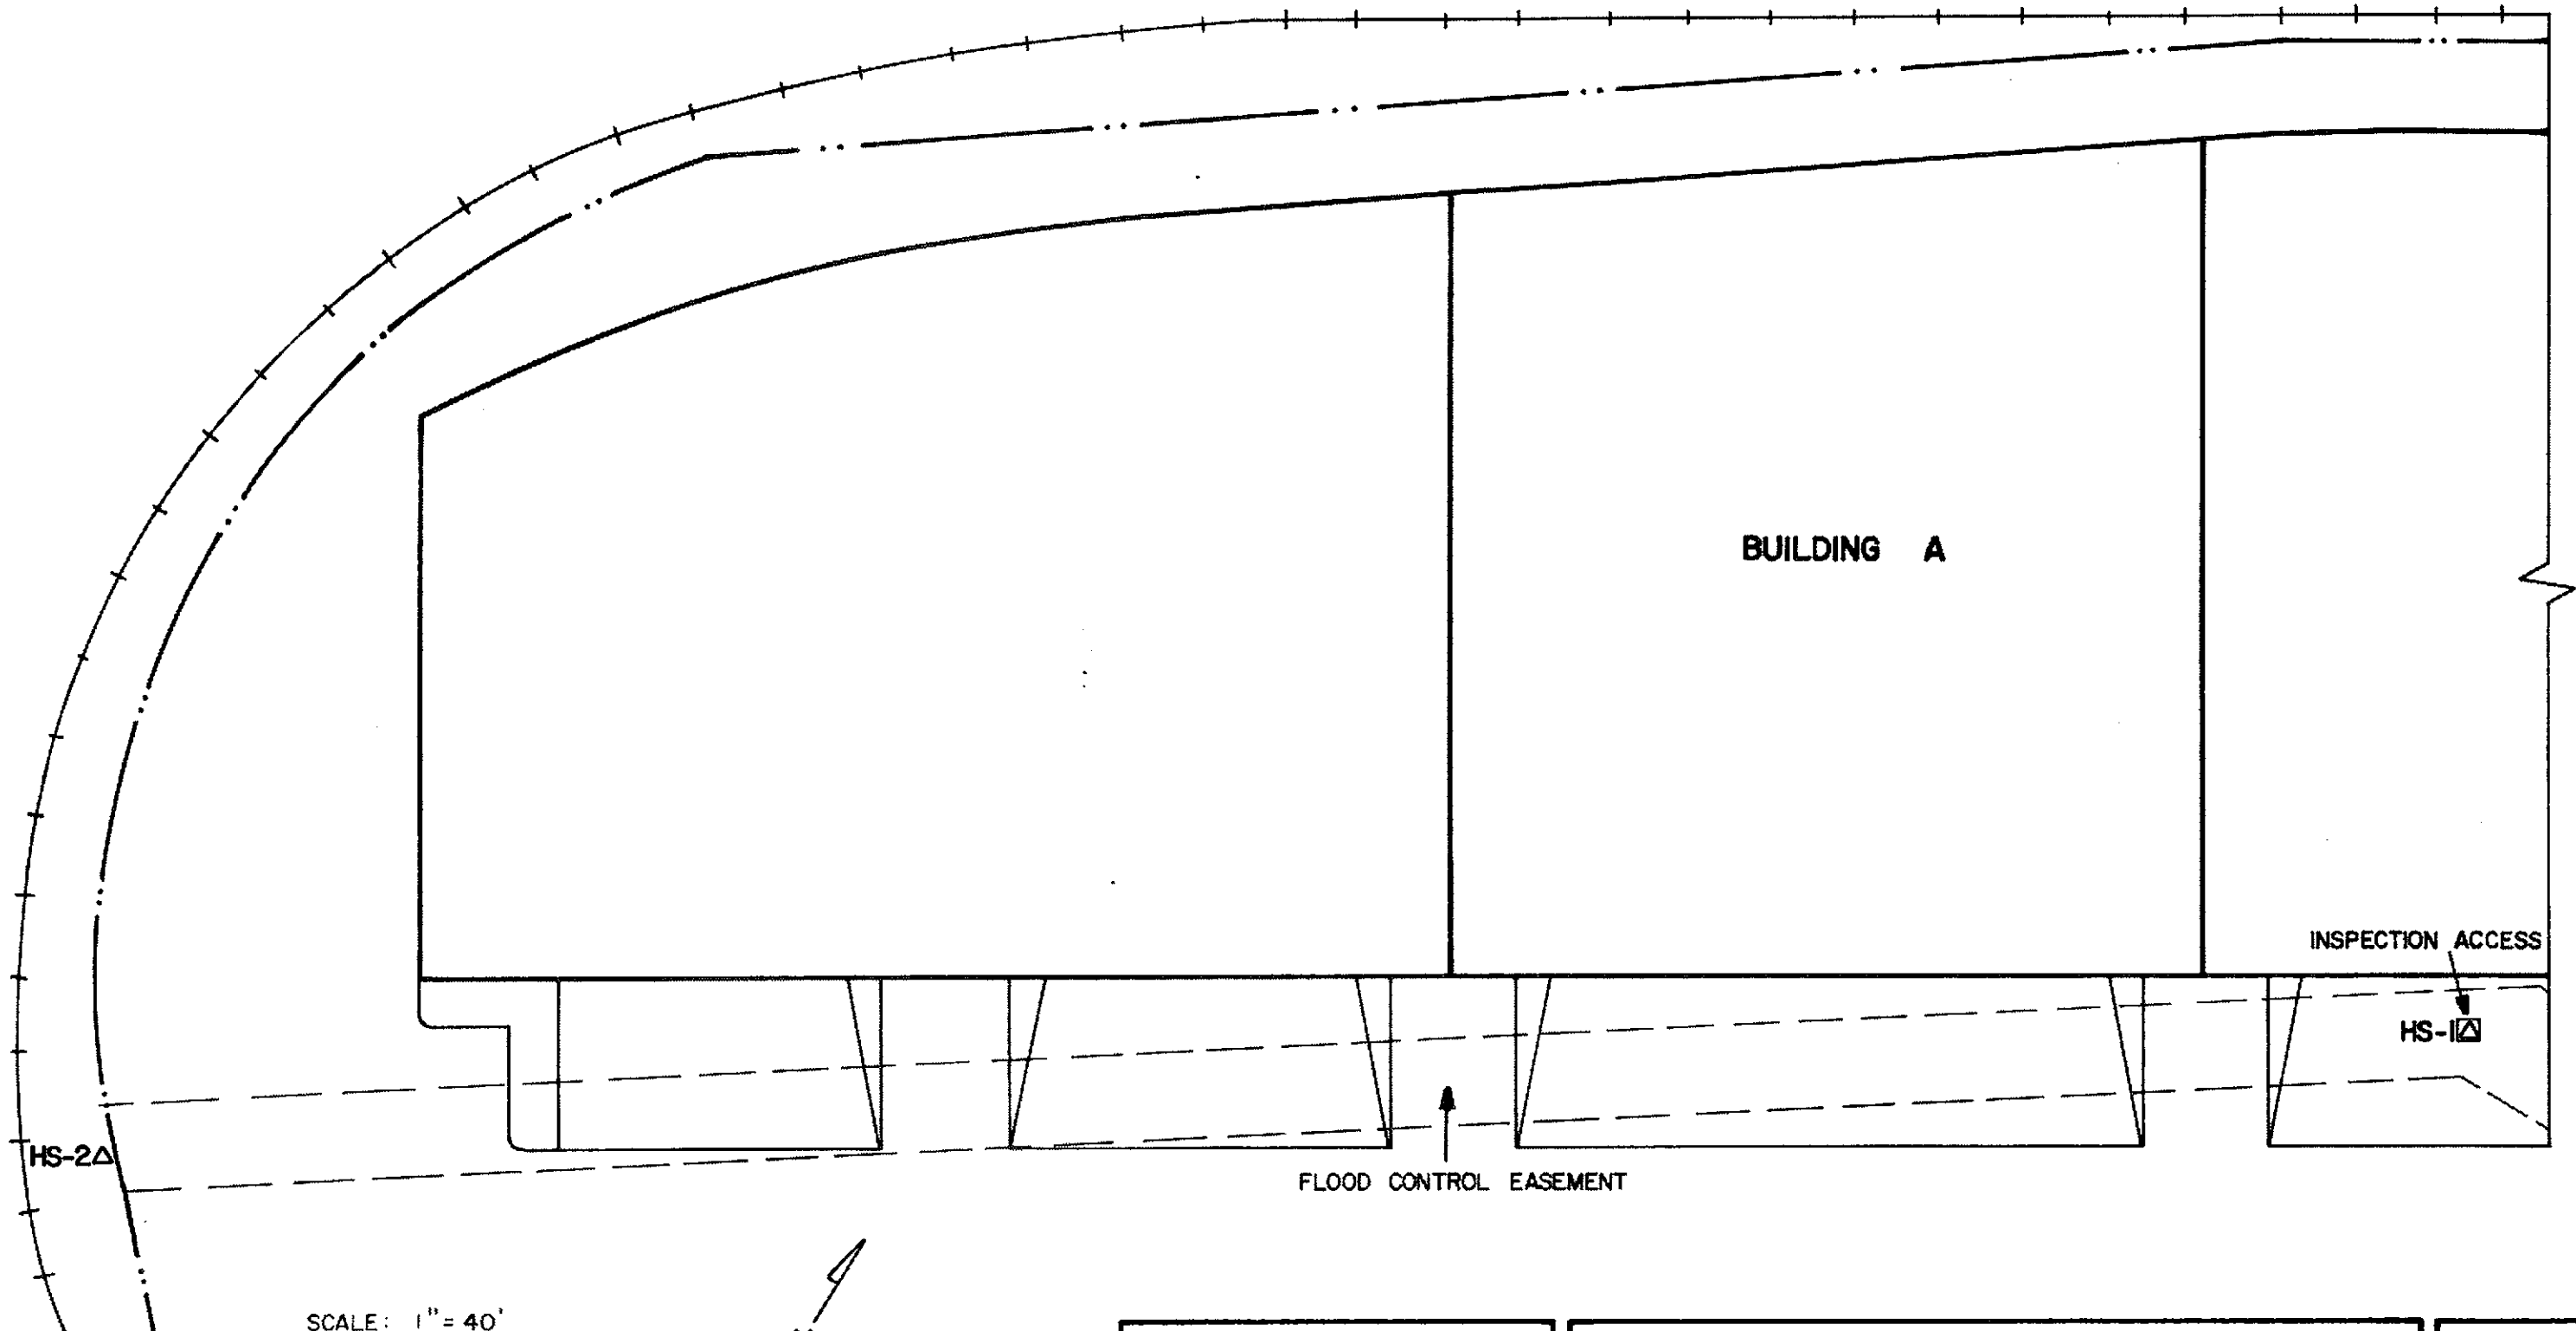 BUILDING A
INSPECTION ACCESS
HS-1
HS-2
FLOOD CONTROL EASEMENT
SCALE: 1" = 40'